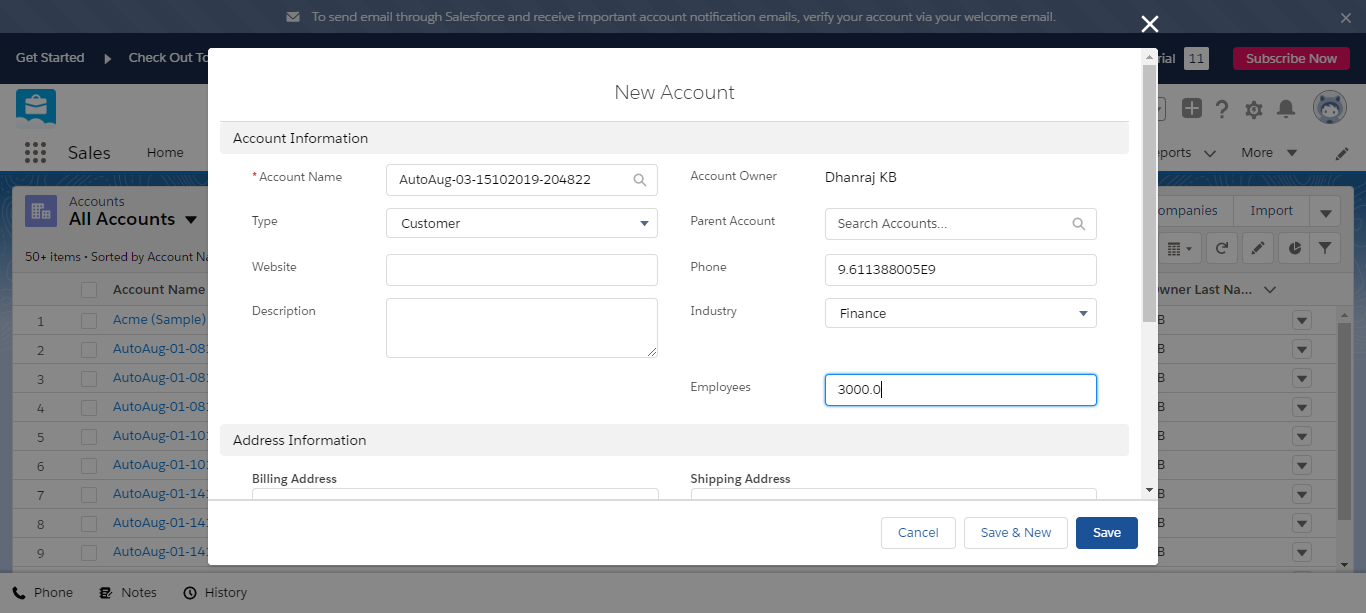 To send email through Salesforce and receive important account notification emails, verify your account via your welcome email.
Get Started Check Out
11 Subscribe Now
New Account
Account Information
Sales Home More
* Account Name AutoAug-03-15102019-204822 Account Owner Dhanraj KB
Accounts
All Accounts
Type Customer Parent Account Search Accounts...
Import
50+ items • Sorted by Account
Website Phone 9.611388005E9
Account Name Last Na...
Description Industry Finance
1 Acme (Sample) B
2 AutoAug-01-08 B
3 AutoAug-01-08 B
Employees 3000.0
4 AutoAug-01-08 B
5 AutoAug-01-10 B
Address Information
6 AutoAug-01-10 B
Billing Address Shipping Address
7 AutoAug-01-14 B
8 AutoAug-01-14 B
Cancel Save & New Save
9 AutoAug-01-14 B
Phone Notes History